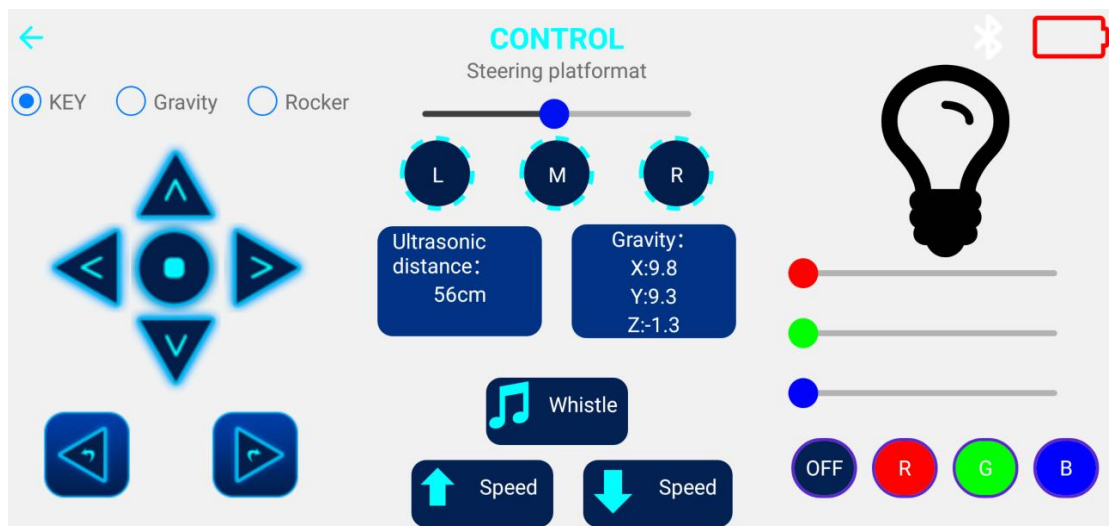 CONTROL
Steering platformat
KEY
Gravity
Rocker
L
M
R
Ultrasonic
distance：
56cm
Gravity：
X:9.8
Y:9.3
Z:-1.3
Whistle
Speed
Speed
OFF
R
G
B